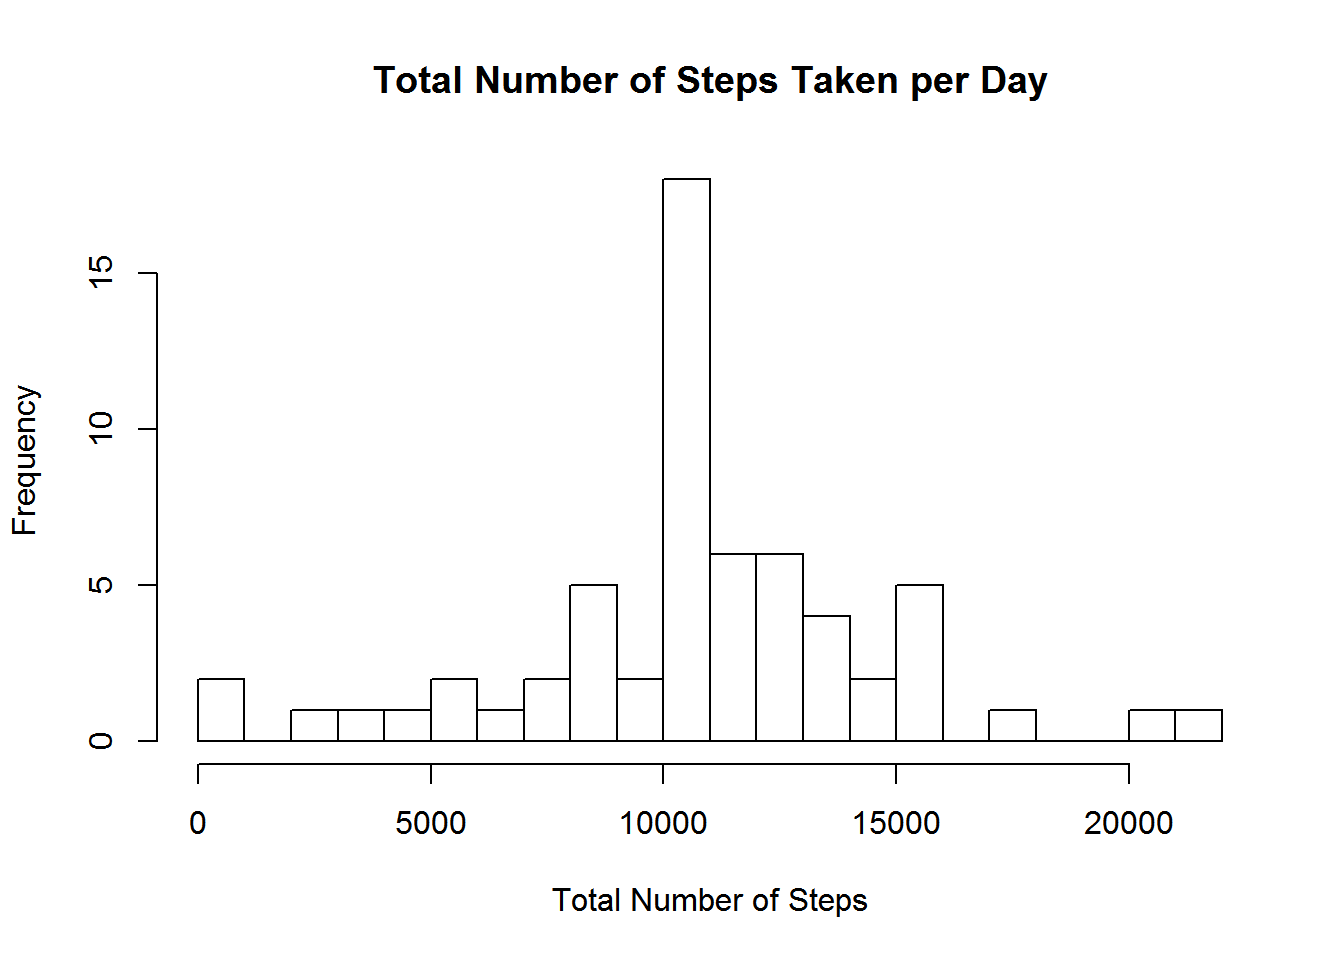 Total Number of Steps Taken per Day
Frequency
15
10
5
0
0 5000 10000 15000 20000
Total Number of Steps